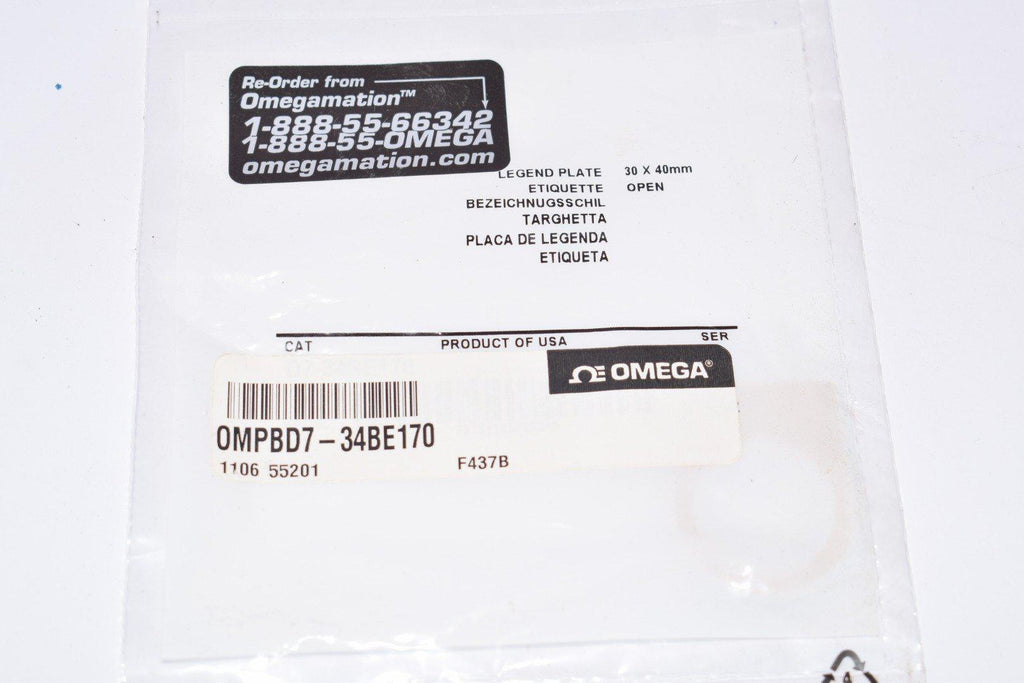 Re-Order from
Omegamation™
1-888-55-66342
1-888-55-OMEGA
omegamation.com
LEGEND PLATE 30 X 40mm
ETIQUETTE OPEN
BEZEICHNUGSSCHIL
TARGHETTA
PLACA DE LEGENDA
ETIQUETA
CAT PRODUCT OF USA SER
OMEGA®
OMPBD7-34BE170
1106 55201 F437B
4